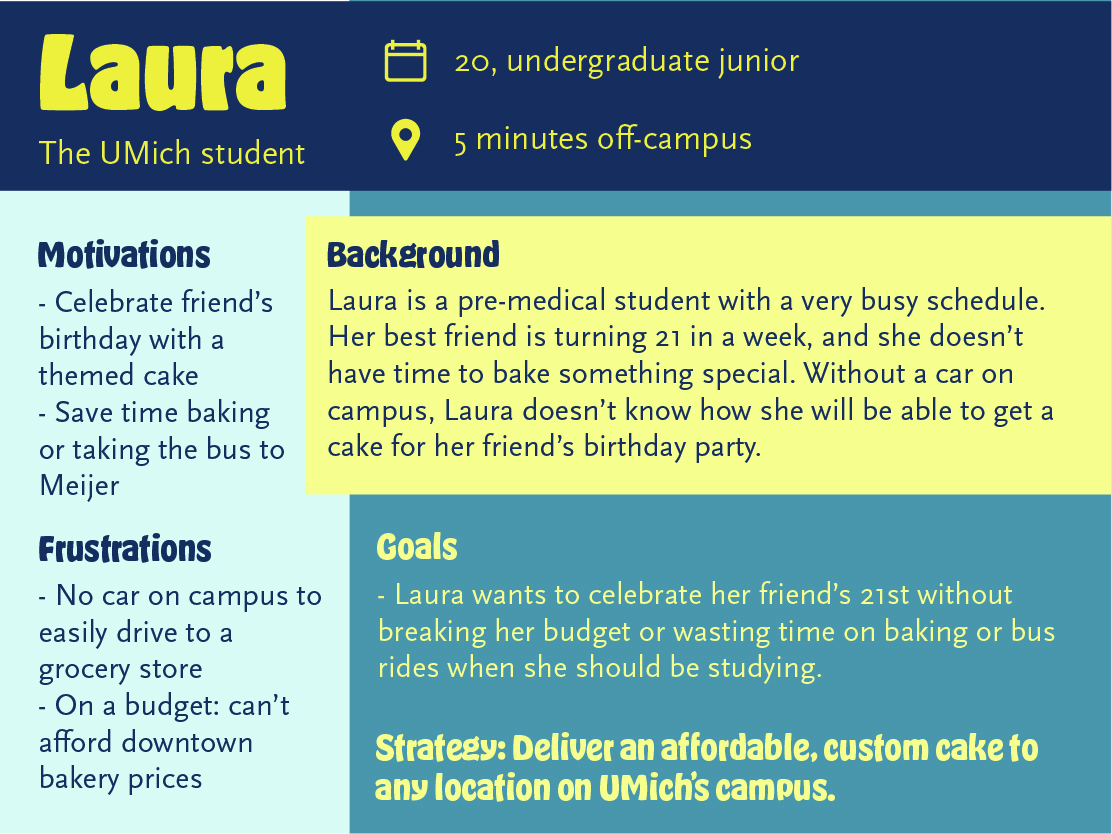 Laura
The UMich student
20, undergraduate junior
5 minutes off-campus
Motivations
- Celebrate friend’s
birthday with a
themed cake
- Save time baking
or taking the bus to
Meijer
Frustrations
- No car on campus to
easily drive to a
grocery store
- On a budget: can’t
afford downtown
bakery prices
Background
Laura is a pre-medical student with a very busy schedule.
Her best friend is turning 21 in a week, and she doesn’t
have time to bake something special. Without a car on
campus, Laura doesn’t know how she will be able to get a
cake for her friend’s birthday party.
Goals
- Laura wants to celebrate her friend’s 21st without
breaking her budget or wasting time on baking or bus
rides when she should be studying.
Strategy: Deliver an affordable, custom cake to
any location on UMich’s campus.